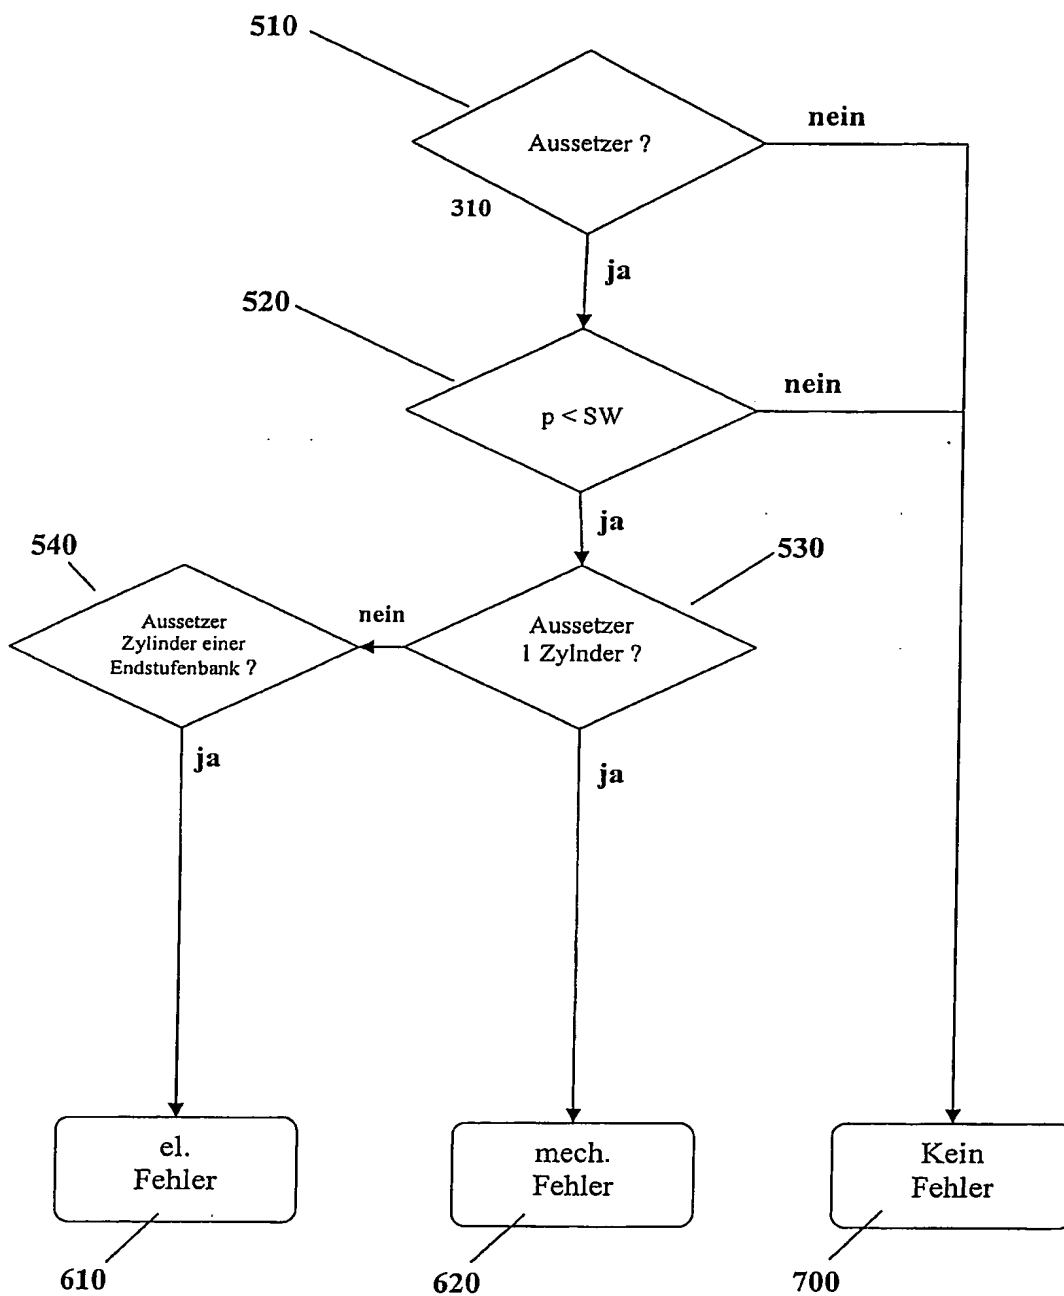 510
nein
Aussetzer ?
310
ja
520
nein
p < SW
ja
540
530
nein
Aussetzer
Zylinder einer
Endstufenbank ?
Aussetzer
1 Zylnder ?
ja
ja
el.
Fehler
mech.
Fehler
Kein
Fehler
610
620
700